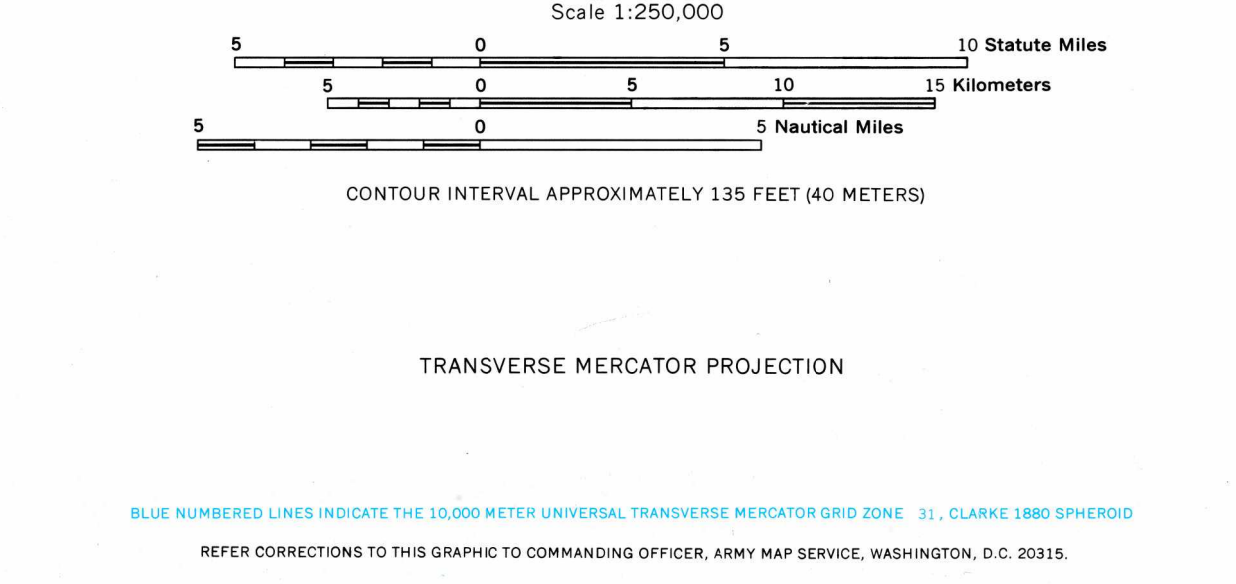 Scale 1:250,000
5 0 5 10 Statute Miles
5 0 5 10 15 Kilometers
5 0 5 Nautical Miles
CONTOUR INTERVAL APPROXIMATELY 135 FEET (40 METERS)
TRANSVERSE MERCATOR PROJECTION
BLUE NUMBERED LINES INDICATE THE 10,000 METER UNIVERSAL TRANSVERSE MERCATOR GRID ZONE 31, CLARKE 1880 SPHEROID
REFER CORRECTIONS TO THIS GRAPHIC TO COMMANDING OFFICER, ARMY MAP SERVICE, WASHINGTON, D.C. 20315.